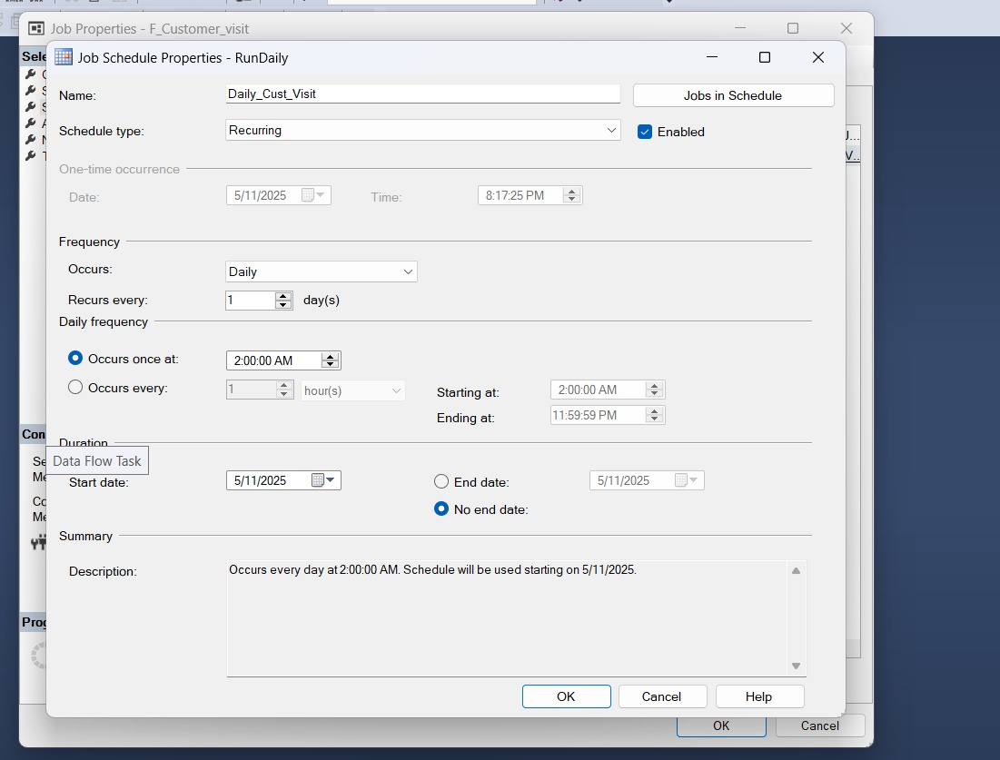 Job Properties - F_Customer_visit
Job Schedule Properties - RunDaily
Name: Daily_Cust_Visit Jobs in Schedule
Schedule type: Recurring Enabled
One-time occurrence
Date: 5/11/2025 Time: 8:17:25 PM
Frequency
Occurs: Daily
Recurs every: 1 day(s)
Daily frequency
Occurs once at: 2:00:00 AM
Occurs every: 1 hour(s) Starting at: 2:00:00 AM
Ending at: 11:59:59 PM
Duration
Data Flow Task
Start date: 5/11/2025 End date: 5/11/2025
No end date:
Summary
Description: Occurs every day at 2:00:00 AM. Schedule will be used starting on 5/11/2025.
OK Cancel Help
OK Cancel